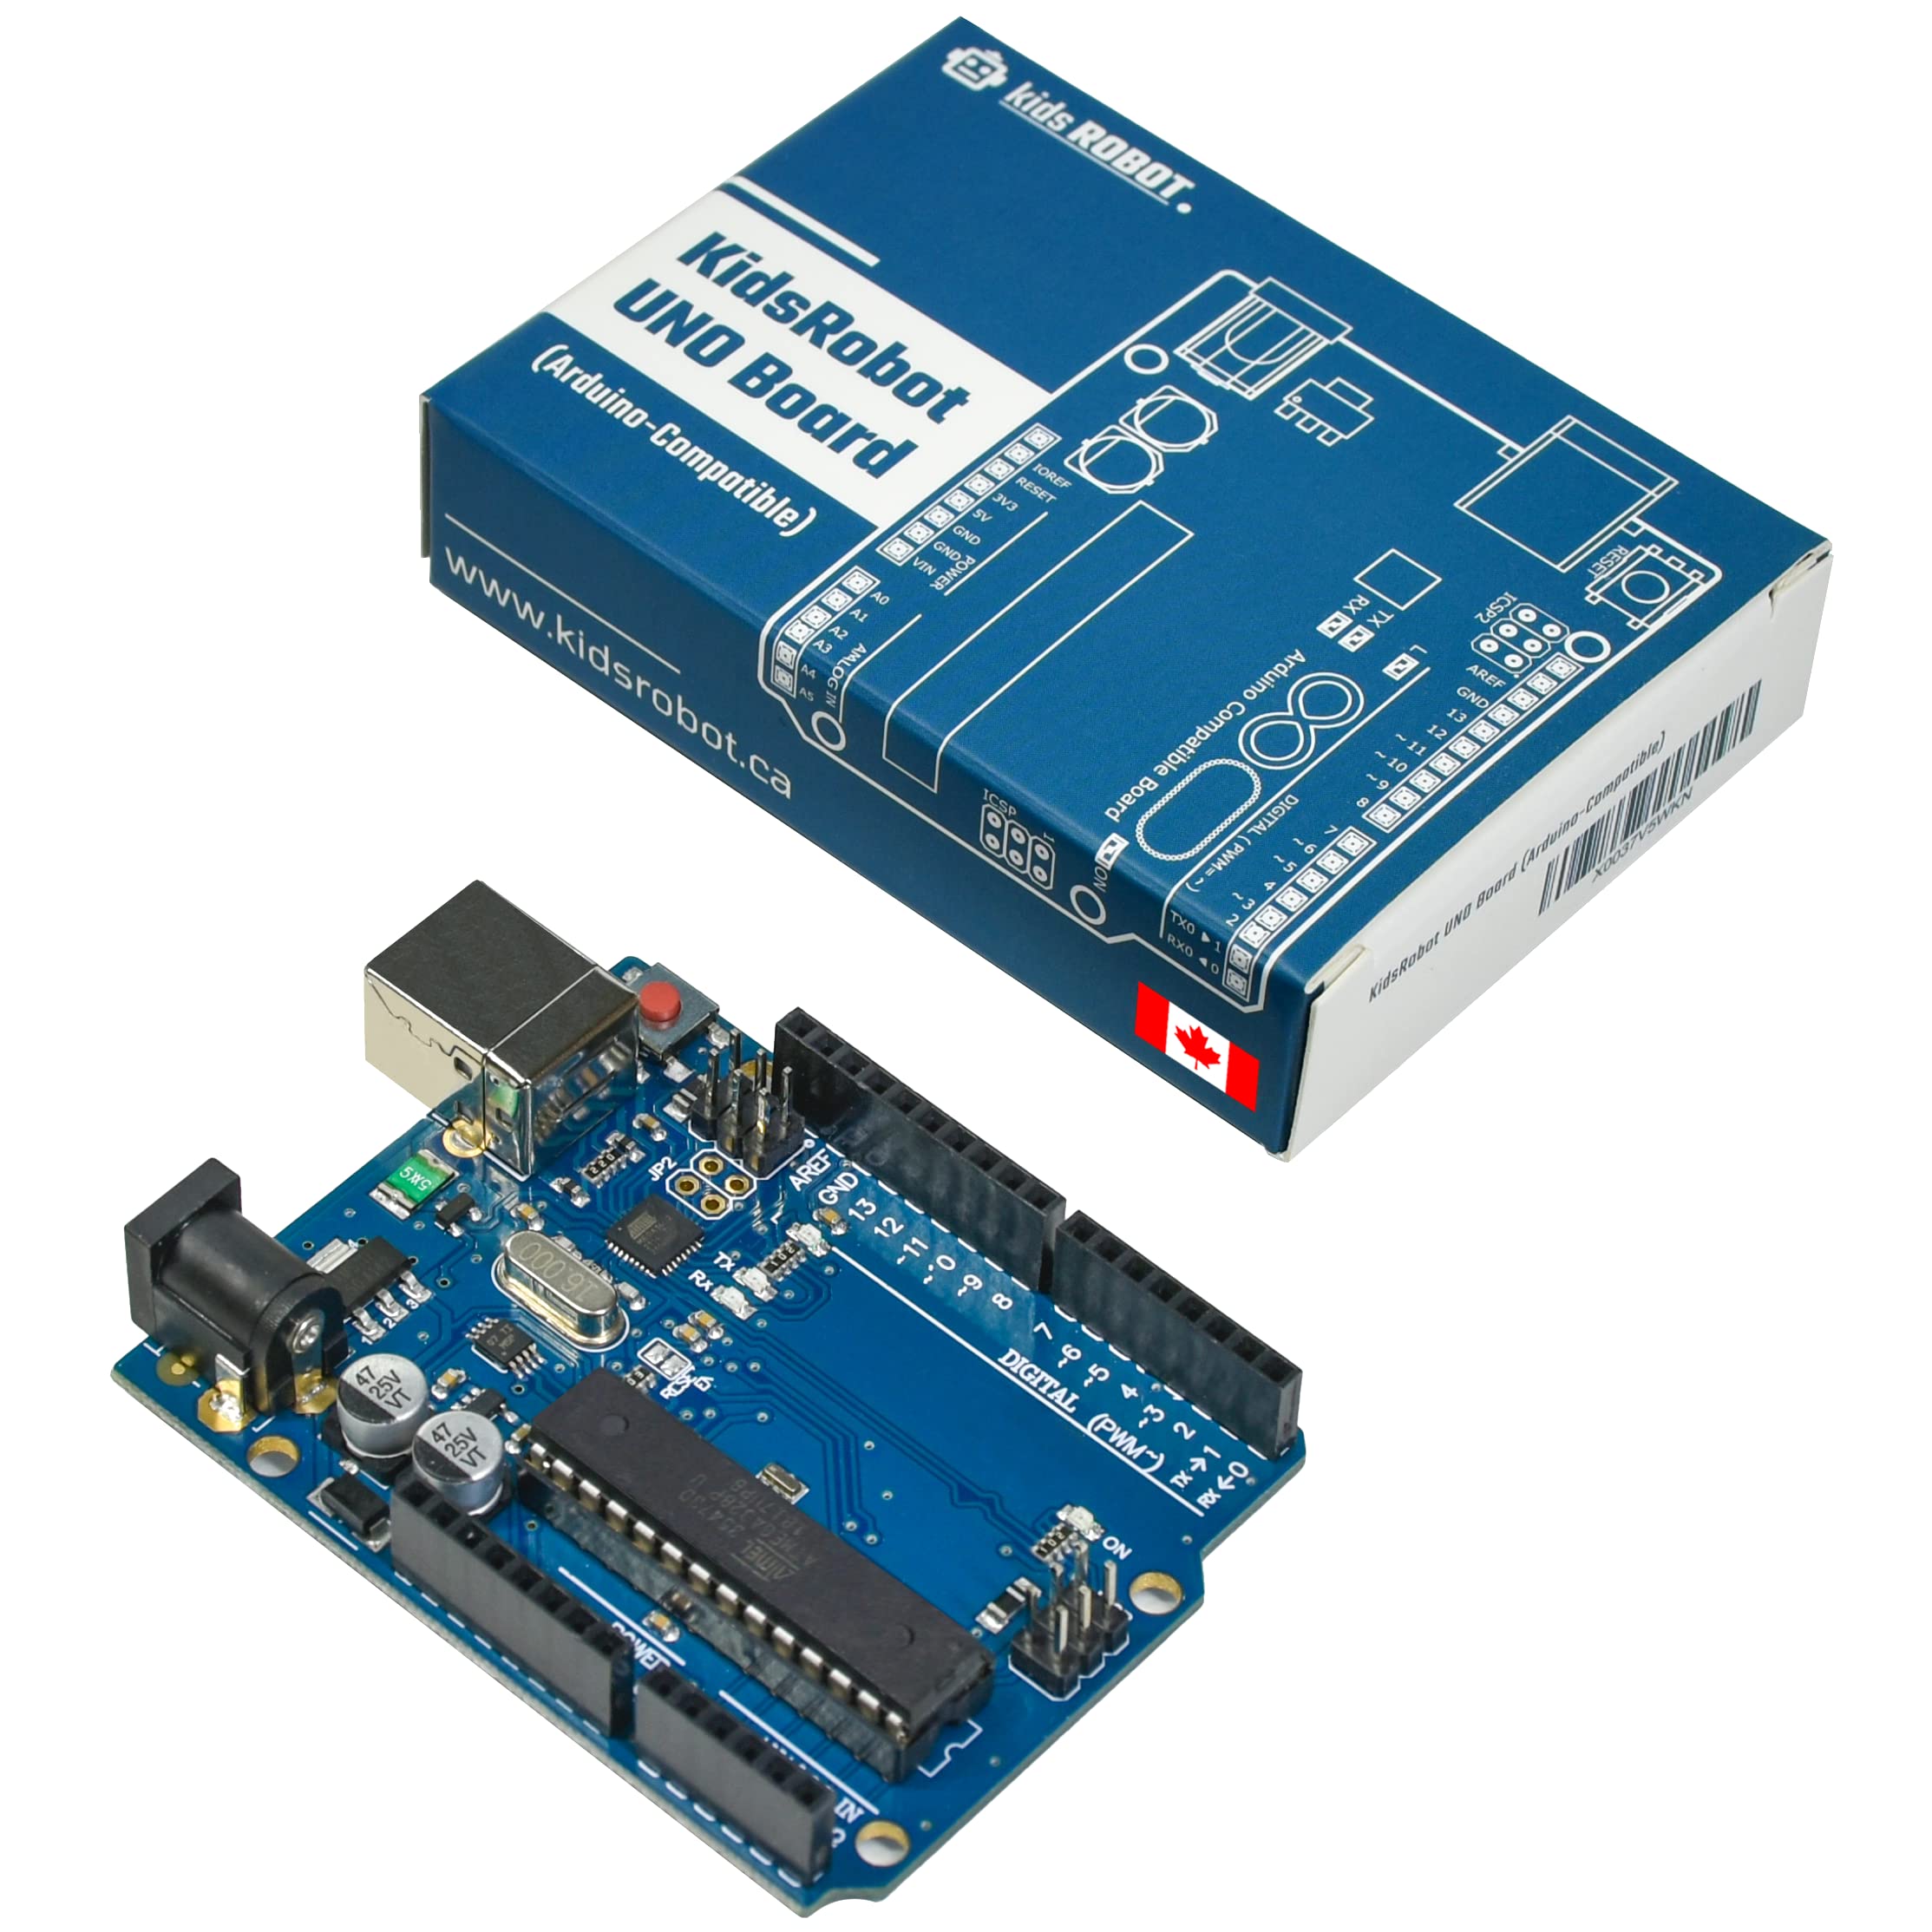 kids ROBOT.
KidsRobot
UNO Board
(Arduino-Compatible)
www.kidsrobot.ca
IOREF
RESET
3V3
5V
GND
GND
VIN
POWER
A0
A1
A2
A3
A4
A5
ANALOG IN
RESET
ICSP2
TX
RX
L
Arduino Compatible Board
AREF
GND
13
12
~11
~10
~9
8
7
~6
~5
4
~3
2
TX0 ▶ 1
RX0 ◀ 0
DIGITAL ( PWM=~ )
ICSP
1
ON
KidsRobot UNO Board (Arduino-Compatible)
X0037V5WKN
JP2
AREF
GND
13
12
~11
~10
~9
8
7
~6
~5
4
~3
2
TX→1
RX←0
DIGITAL (PWM~)
L
TX
RX
16.000
47
25V
VT
47
25V
VT
ATMEL
ON
POWER
IN